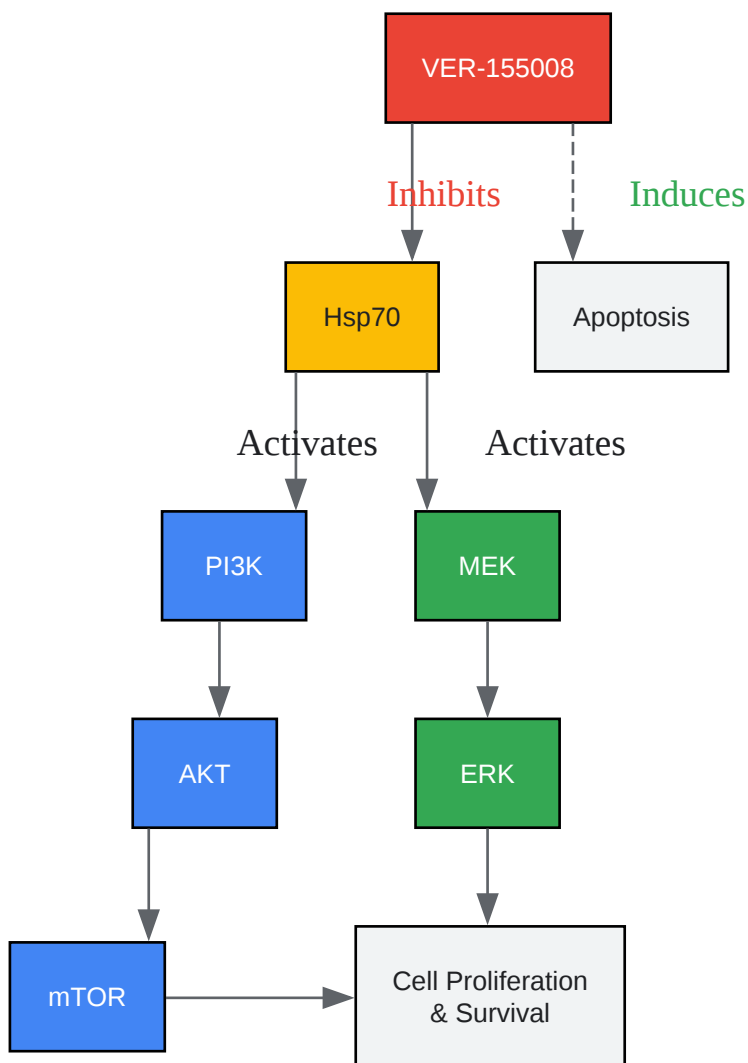 VER-155008
Inhibits
Induces
Hsp70
Apoptosis
Activates
Activates
PI3K
MEK
AKT
ERK
mTOR
Cell Proliferation
& Survival